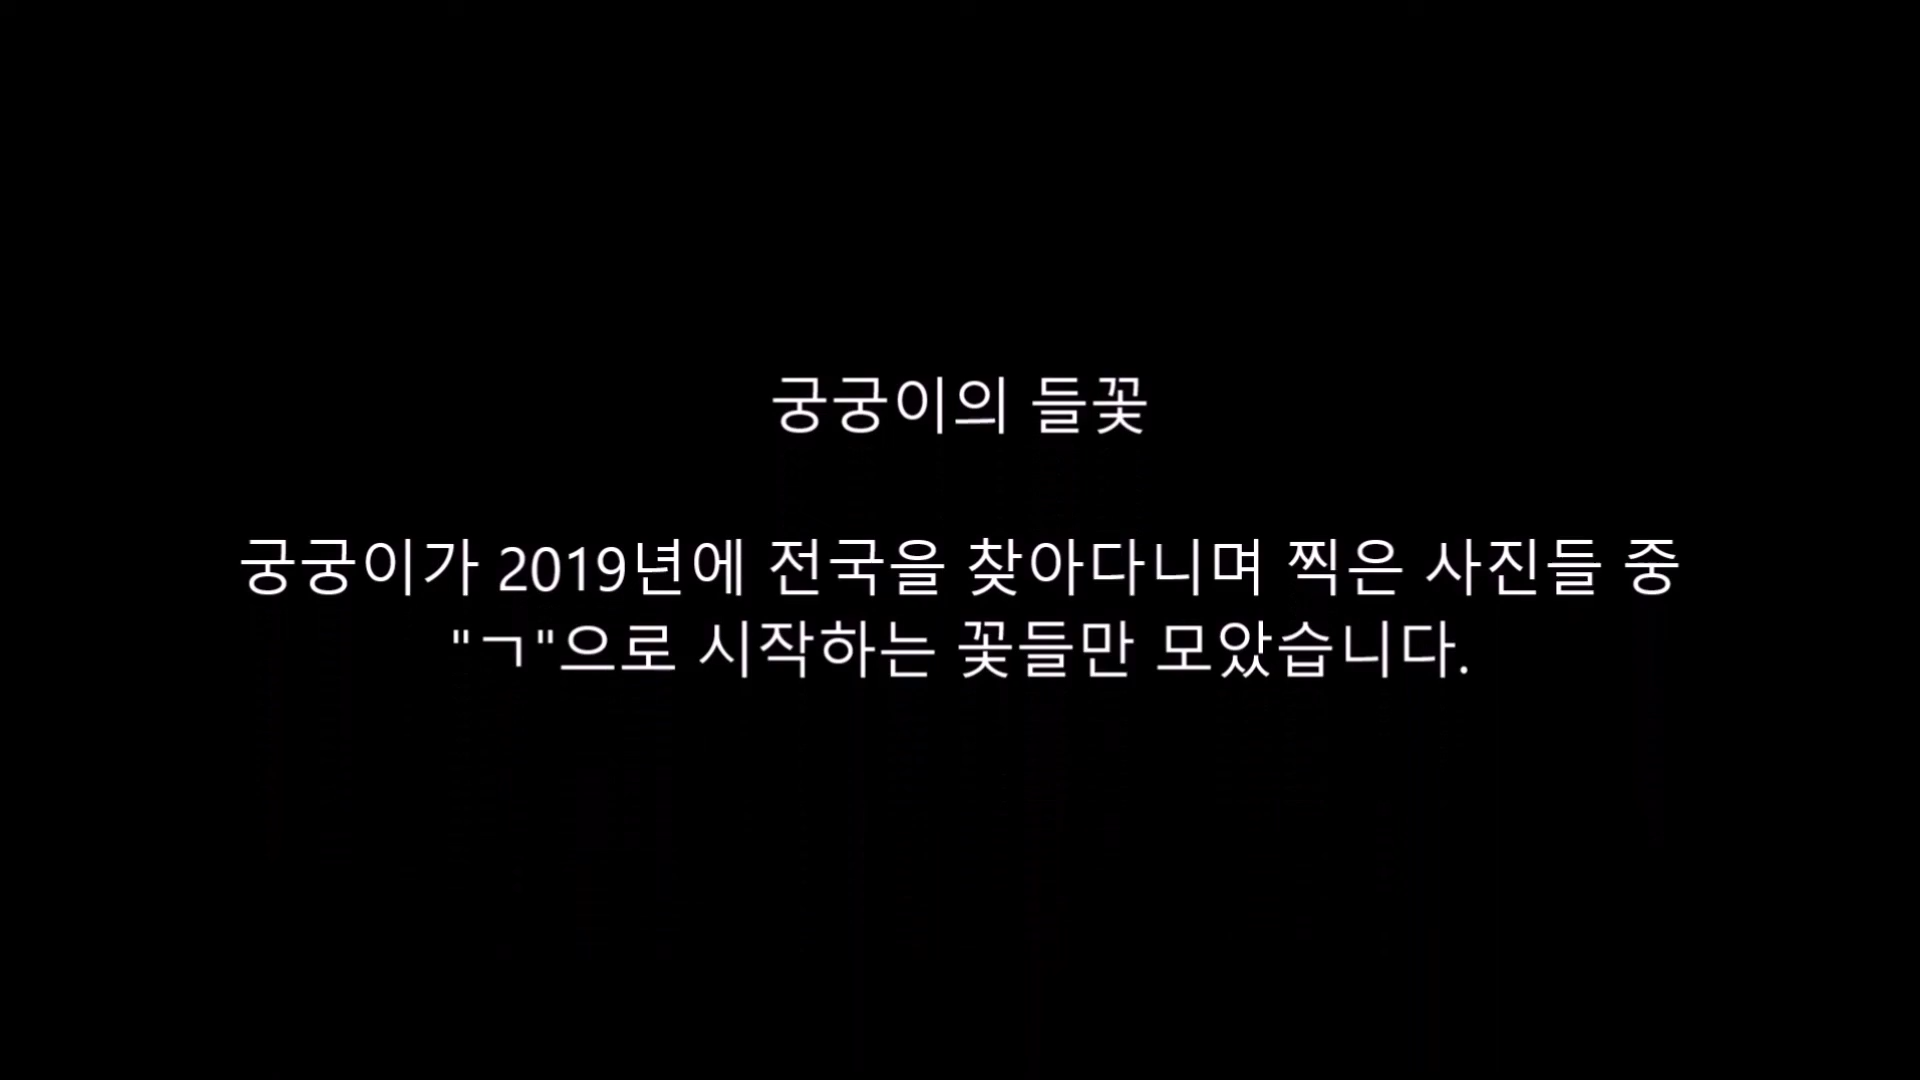 궁궁이의 들꽃
궁궁이가 2019년에 전국을 찾아다니며 찍은 사진들 중
"ㄱ"으로 시작하는 꽃들만 모았습니다.